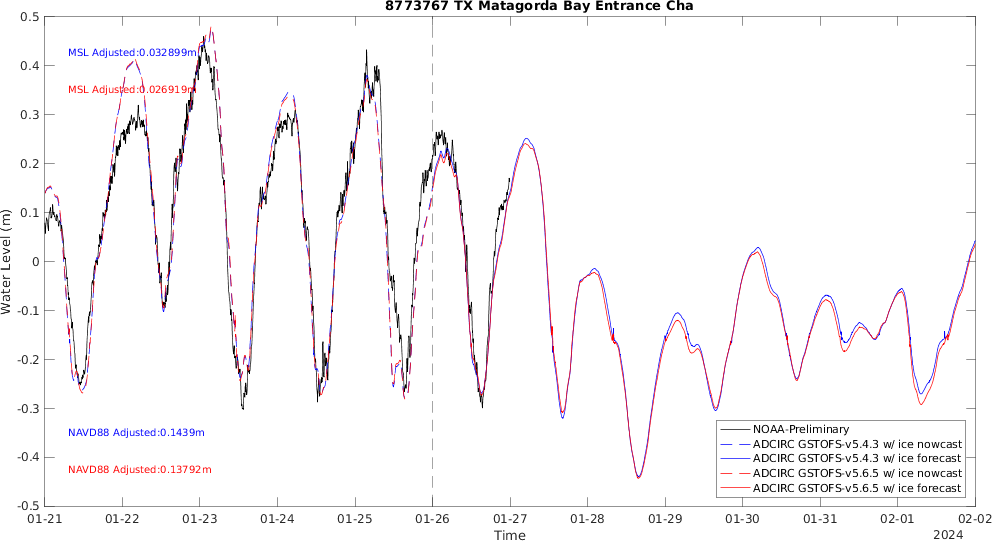 8773767 TX Matagorda Bay Entrance Cha
0.5
0.4
0.3
0.2
0.1
0
-0.1
-0.2
-0.3
-0.4
-0.5
Water Level (m)
MSL Adjusted:0.032899m
MSL Adjusted:0.026919m
NAVD88 Adjusted:0.1439m
NAVD88 Adjusted:0.13792m
NOAA-Preliminary
ADCIRC GSTOFS-v5.4.3 w/ ice nowcast
ADCIRC GSTOFS-v5.4.3 w/ ice forecast
ADCIRC GSTOFS-v5.6.5 w/ ice nowcast
ADCIRC GSTOFS-v5.6.5 w/ ice forecast
01-21 01-22 01-23 01-24 01-25 01-26 01-27 01-28 01-29 01-30 01-31 02-01 02-02
Time
2024